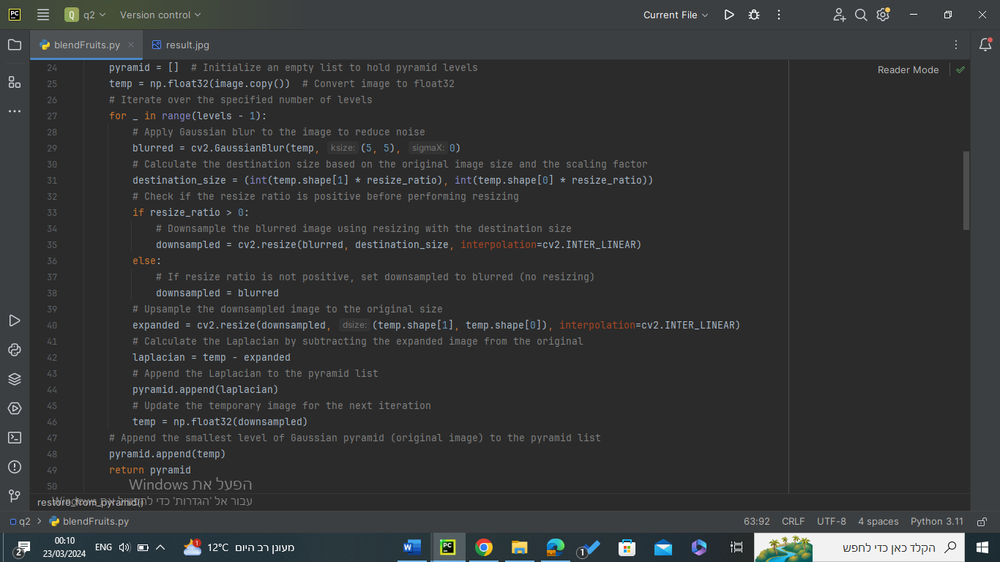 PC Q q2 Version control Current File
blendFruits.py result.jpg
24 pyramid = []  # Initialize an empty list to hold pyramid levels
Reader Mode
25 temp = np.float32(image.copy())  # Convert image to float32
26 # Iterate over the specified number of levels
27 for _ in range(levels - 1):
28 # Apply Gaussian blur to the image to reduce noise
29 blurred = cv2.GaussianBlur(temp, ksize: (5, 5), sigmaX: 0)
30 # Calculate the destination size based on the original image size and the scaling factor
31 destination_size = (int(temp.shape[1] * resize_ratio), int(temp.shape[0] * resize_ratio))
32 # Check if the resize ratio is positive before performing resizing
33 if resize_ratio > 0:
34 # Downsample the blurred image using resizing with the destination size
35 downsampled = cv2.resize(blurred, destination_size, interpolation=cv2.INTER_LINEAR)
36 else:
37 # If resize ratio is not positive, set downsampled to blurred (no resizing)
38 downsampled = blurred
39 # Upsample the downsampled image to the original size
40 expanded = cv2.resize(downsampled, dsize: (temp.shape[1], temp.shape[0]), interpolation=cv2.INTER_LINEAR)
41 # Calculate the Laplacian by subtracting the expanded image from the original
42 laplacian = temp - expanded
43 # Append the Laplacian to the pyramid list
44 pyramid.append(laplacian)
45 # Update the temporary image for the next iteration
46 temp = np.float32(downsampled)
47 # Append the smallest level of Gaussian pyramid (original image) to the pyramid list
48 pyramid.append(temp)
49 return pyramid
50
הפעל את Windows
restore_from_pyramid()
עבור אל 'הגדרות' כדי להפעיל את Windows.
q2 > blendFruits.py 63:92 CRLF UTF-8 4 spaces Python 3.11
2 00:10 ENG 1 12°C מעונן רב היום W PC 1 הקלד כאן כדי לחפש
23/03/2024